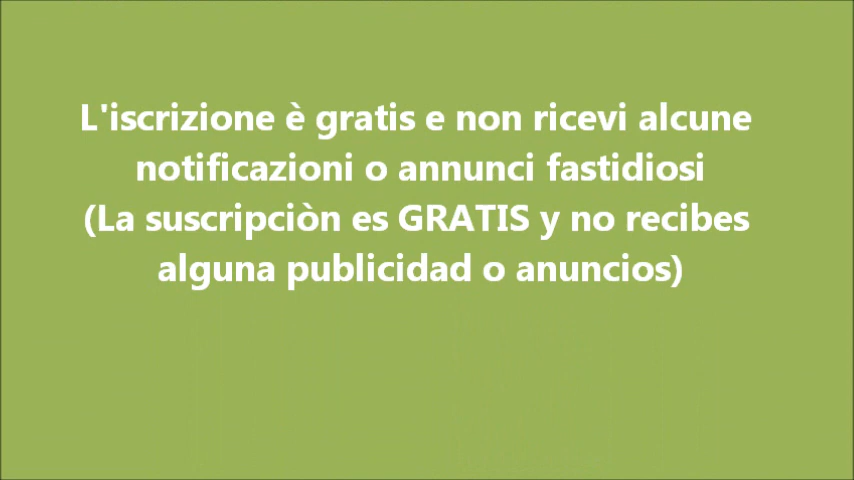 L'iscrizione è gratis e non ricevi alcune
notificazioni o annunci fastidiosi
(La suscripciòn es GRATIS y no recibes
alguna publicidad o anuncios)